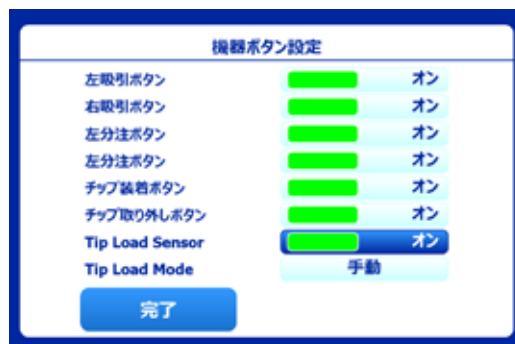 機器ボタン設定
左吸引ボタン オン
右吸引ボタン オン
左分注ボタン オン
左分注ボタン オン
チップ装着ボタン オン
チップ取り外しボタン オン
Tip Load Sensor オン
Tip Load Mode 手動
完了